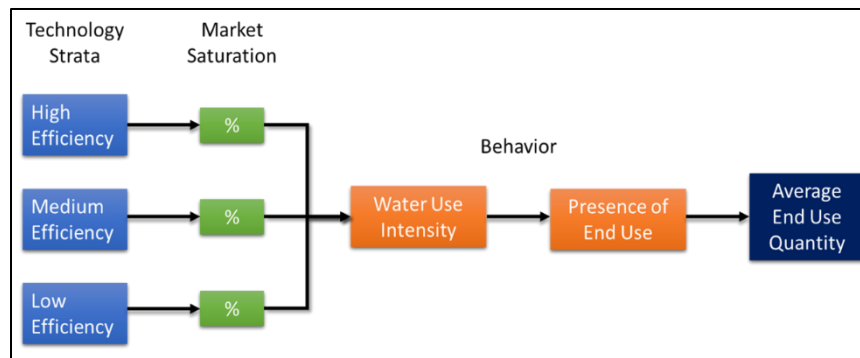 Technology
Strata
Market
Saturation
High
Efficiency
%
Behavior
Medium
Efficiency
%
Water Use
Intensity
Presence of
End Use
Average
End Use
Quantity
Low
Efficiency
%